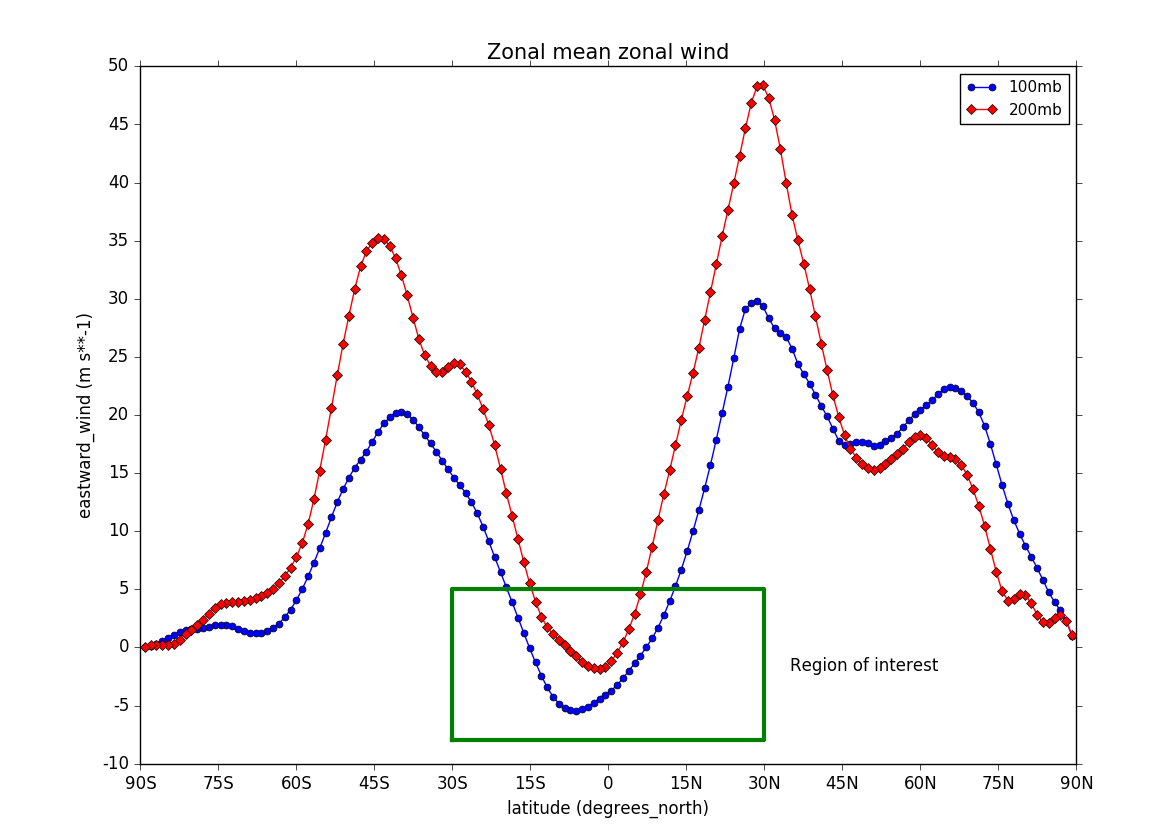 Zonal mean zonal wind
100mb
200mb
eastward_wind (m s**-1)
50
45
40
35
30
25
20
15
10
5
0
-5
-10
Region of interest
90S 75S 60S 45S 30S 15S 0 15N 30N 45N 60N 75N 90N
latitude (degrees_north)